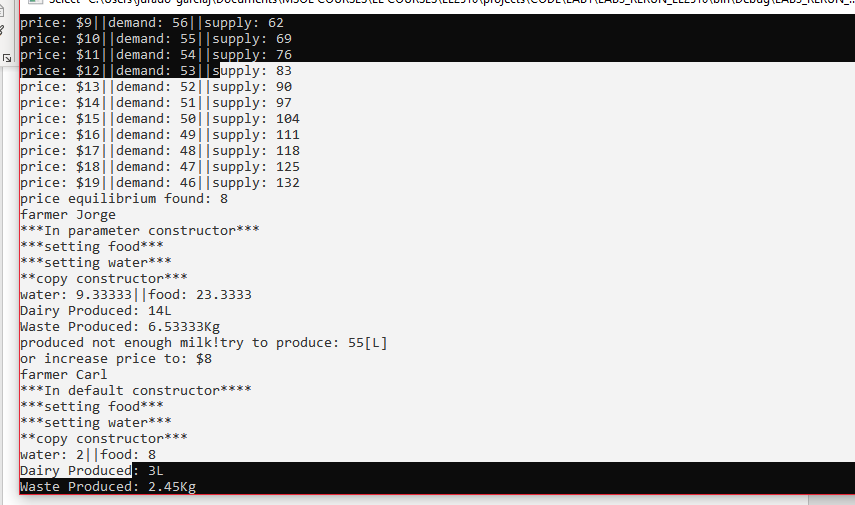 price: $9||demand: 56||supply: 62
price: $10||demand: 55||supply: 69
price: $11||demand: 54||supply: 76
price: $12||demand: 53||supply: 83
price: $13||demand: 52||supply: 90
price: $14||demand: 51||supply: 97
price: $15||demand: 50||supply: 104
price: $16||demand: 49||supply: 111
price: $17||demand: 48||supply: 118
price: $18||demand: 47||supply: 125
price: $19||demand: 46||supply: 132
price equilibrium found: 8
farmer Jorge
***In parameter constructor***
***setting food***
***setting water***
**copy constructor***
water: 9.33333||food: 23.3333
Dairy Produced: 14L
Waste Produced: 6.53333Kg
produced not enough milk!try to produce: 55[L]
or increase price to: $8
farmer Carl
***In default constructor****
***setting food***
***setting water***
**copy constructor***
water: 2||food: 8
Dairy Produced: 3L
Waste Produced: 2.45Kg